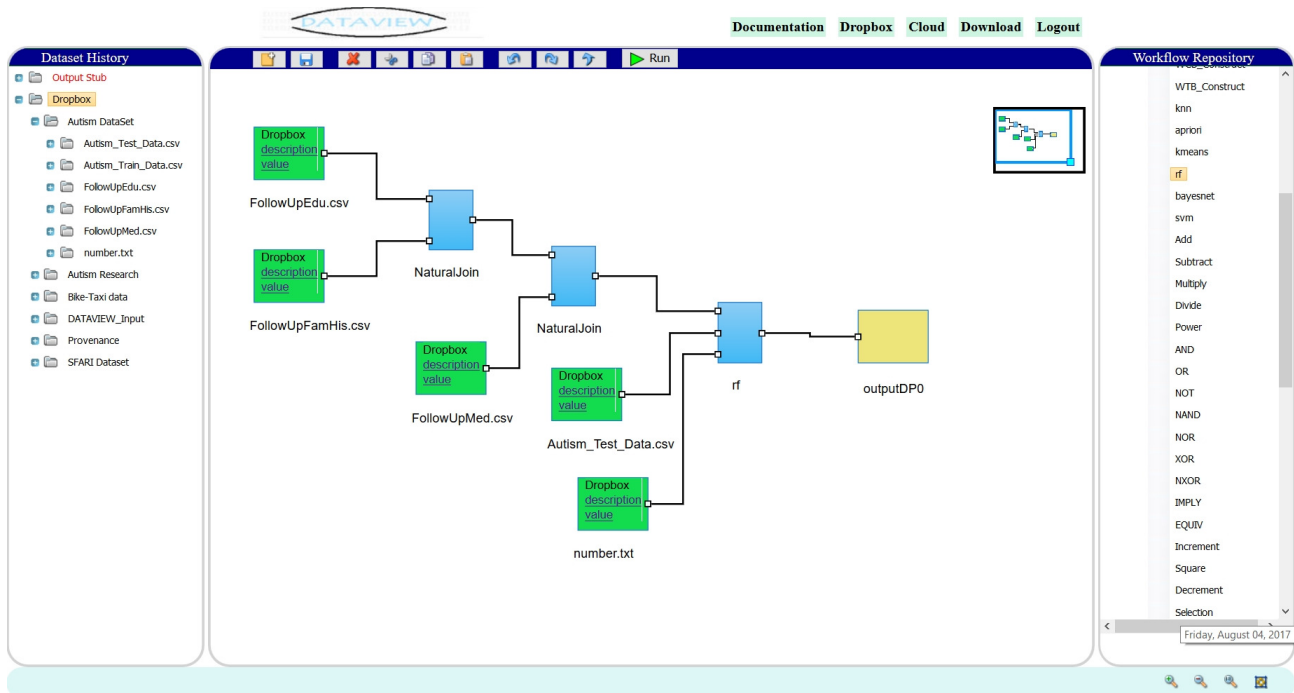 DATAVIEW
Documentation Dropbox Cloud Download Logout
Dataset History
Output Stub
Dropbox
Autism DataSet
Autism_Test_Data.csv
Autism_Train_Data.csv
FollowUpEdu.csv
FollowUpFamHis.csv
FollowUpMed.csv
number.txt
Autism Research
Bike-Taxi data
DATAVIEW_Input
Provenance
SFARI Dataset
Run
Dropbox
description
value
FollowUpEdu.csv
Dropbox
description
value
FollowUpFamHis.csv
NaturalJoin
Dropbox
description
value
FollowUpMed.csv
NaturalJoin
Dropbox
description
value
Autism_Test_Data.csv
Dropbox
description
value
number.txt
rf
outputDP0
Workflow Repository
WTB_Construct
knn
apriori
kmeans
rf
bayesnet
svm
Add
Subtract
Multiply
Divide
Power
AND
OR
NOT
NAND
NOR
XOR
NXOR
IMPLY
EQUIV
Increment
Square
Decrement
Selection
Friday, August 04, 2017